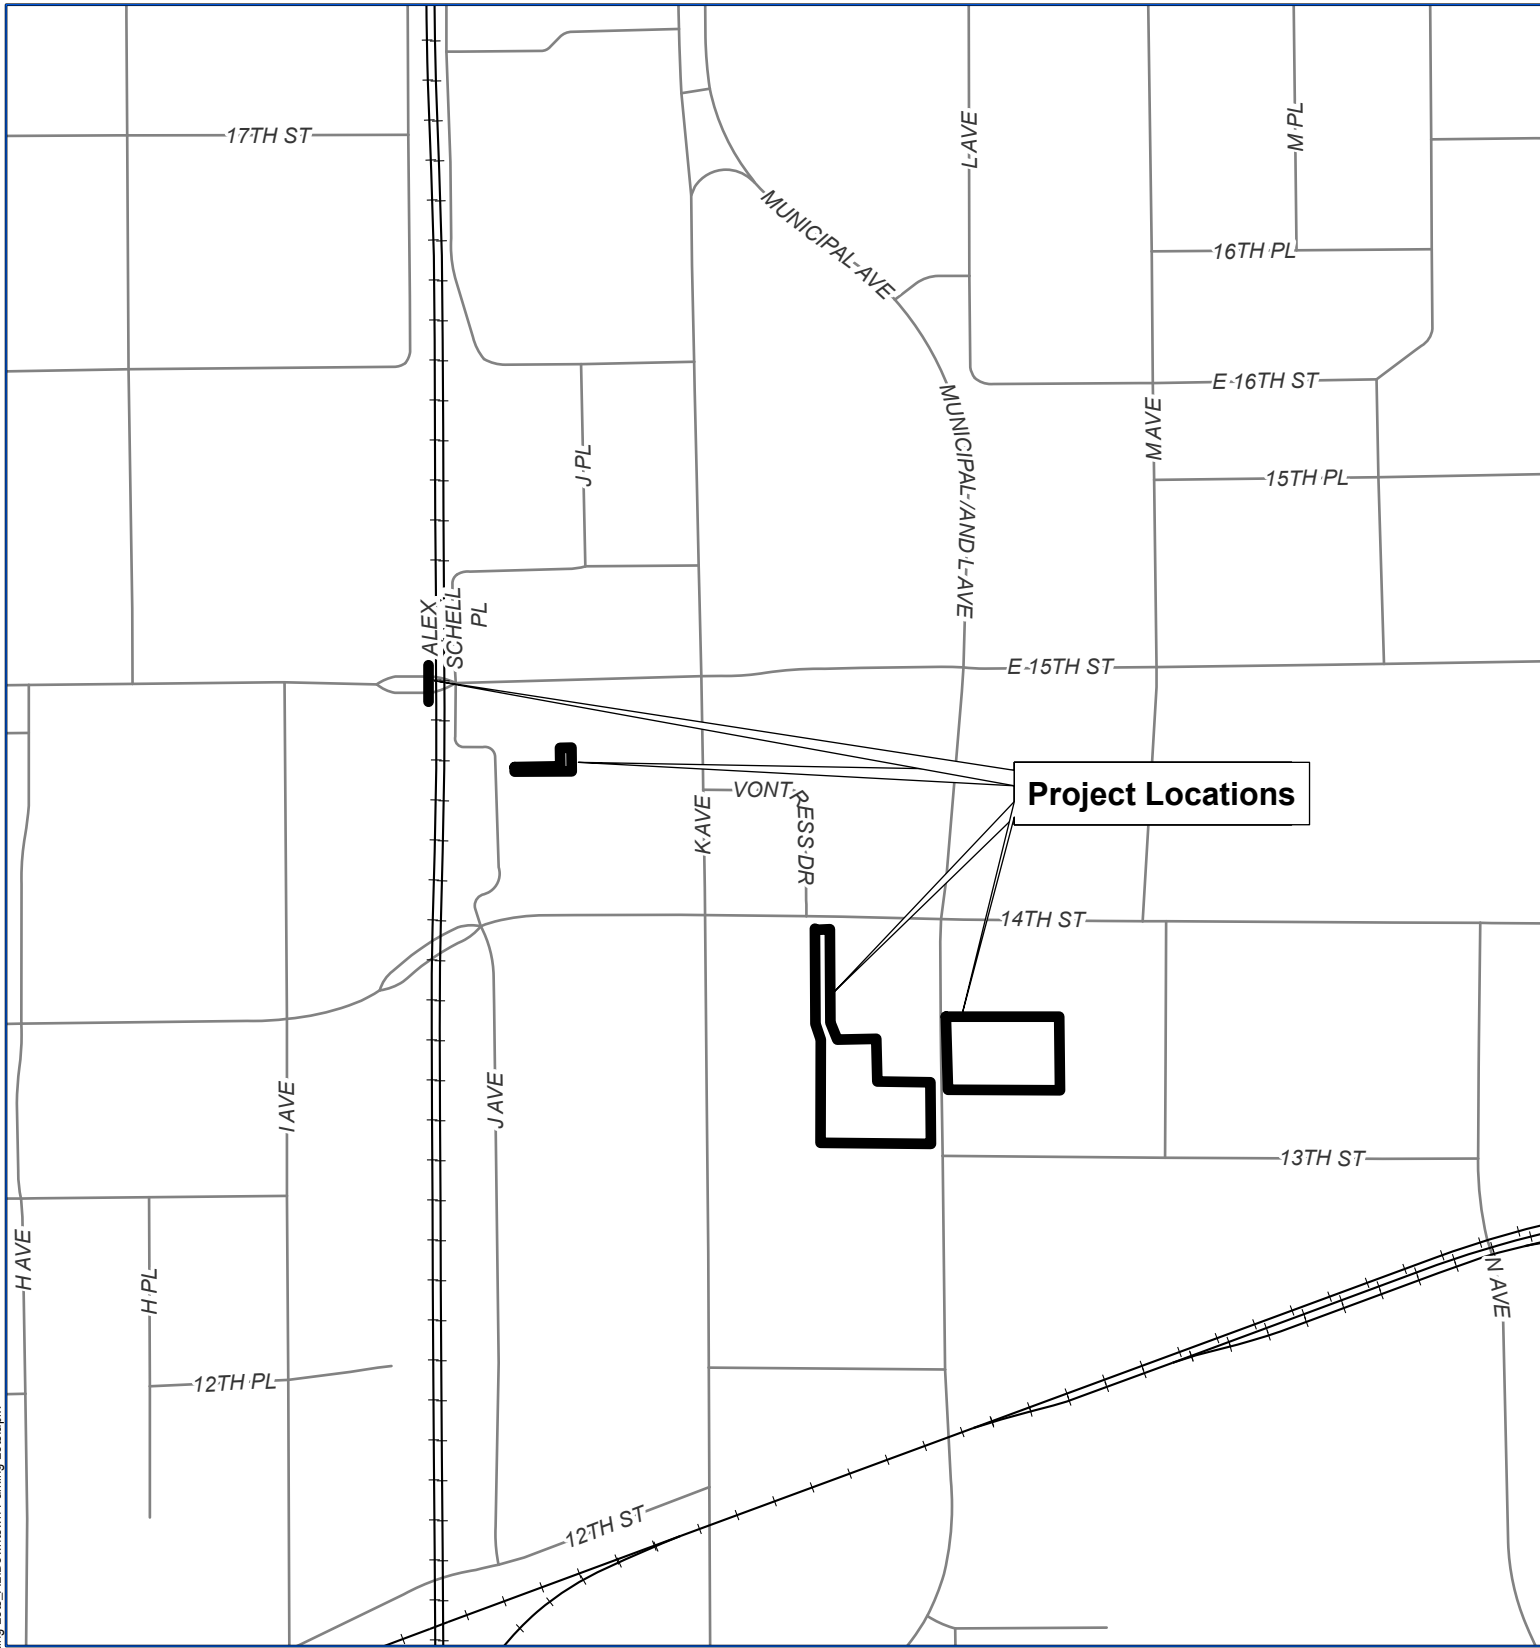 17TH ST
L AVE
M PL
MUNICIPAL AVE
16TH PL
E 16TH ST
J PL
MUNICIPAL /AND L AVE
M AVE
15TH PL
ALEX
SCHELL
PL
E 15TH ST
Project Locations
VONTRESS DR
K AVE
14TH ST
I AVE
J AVE
13TH ST
H AVE
H PL
N AVE
12TH PL
12TH ST